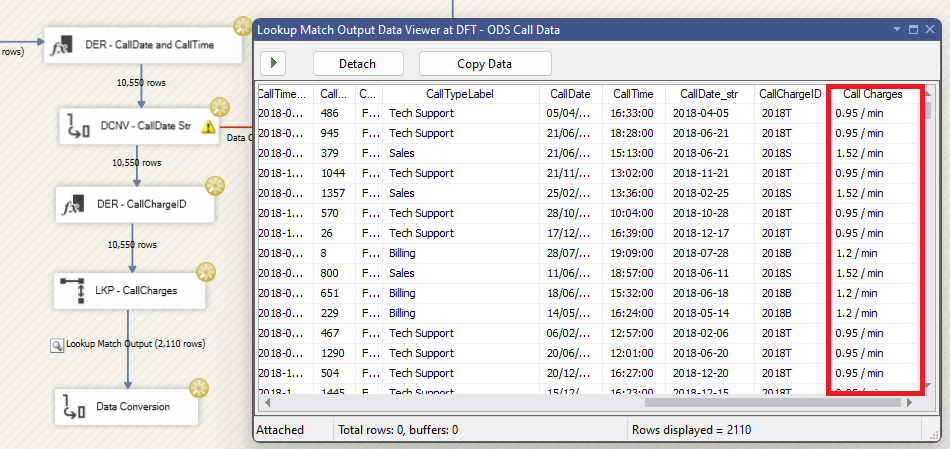 rows)
DER - CallDate and CallTime
10,550 rows
DCNV - CallDate Str
Data C
10,550 rows
DER - CallChargeID
10,550 rows
LKP - CallCharges
Lookup Match Output (2,110 rows)
Data Conversion
Lookup Match Output Data Viewer at DFT - ODS Call Data
Detach Copy Data
CallTime... Call... C... CallTypeLabel CallDate CallTime CallDate_str CallChargeID Call Charges
2018-0... 486 F... Tech Support 05/04/... 16:33:00 2018-04-05 2018T 0.95 / min
2018-0... 945 F... Tech Support 21/06/... 18:28:00 2018-06-21 2018T 0.95 / min
2018-0... 379 F... Sales 21/06/... 15:13:00 2018-06-21 2018S 1.52 / min
2018-1... 1044 F... Tech Support 21/11/... 13:02:00 2018-11-21 2018T 0.95 / min
2018-0... 1357 F... Sales 25/02/... 13:36:00 2018-02-25 2018S 1.52 / min
2018-1... 570 F... Tech Support 28/10/... 10:04:00 2018-10-28 2018T 0.95 / min
2018-1... 26 F... Tech Support 17/12/... 16:39:00 2018-12-17 2018T 0.95 / min
2018-0... 8 F... Billing 28/07/... 19:09:00 2018-07-28 2018B 1.2 / min
2018-0... 800 F... Sales 11/06/... 18:57:00 2018-06-11 2018S 1.52 / min
2018-0... 651 F... Billing 18/06/... 15:32:00 2018-06-18 2018B 1.2 / min
2018-0... 229 F... Billing 14/05/... 16:24:00 2018-05-14 2018B 1.2 / min
2018-0... 467 F... Tech Support 06/02/... 12:57:00 2018-02-06 2018T 0.95 / min
2018-0... 1290 F... Tech Support 20/06/... 12:01:00 2018-06-20 2018T 0.95 / min
2018-1... 504 F... Tech Support 20/12/... 16:27:00 2018-12-20 2018T 0.95 / min
2018-1... 1445 F... Tech Support 15/12/... 16:23:00 2018-12-15 2018T 0.95 / min
Attached Total rows: 0, buffers: 0 Rows displayed = 2110